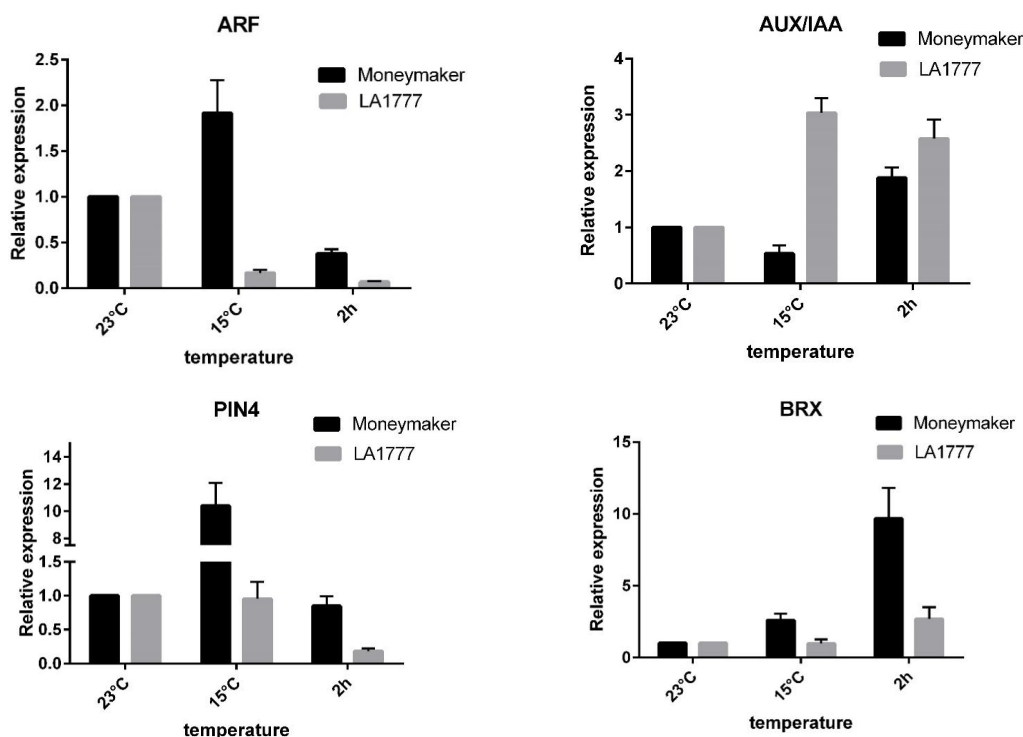 ARF
Moneymaker
LA1777
Relative expression
2.5
2.0
1.5
1.0
0.5
0.0
23°C
15°C
2h
temperature
AUX/IAA
Moneymaker
LA1777
Relative expression
4
3
2
1
0
23°C
15°C
2h
temperature
PIN4
Moneymaker
LA1777
Relative expression
14
12
10
8
1.5
1.0
0.5
0.0
23°C
15°C
2h
temperature
BRX
Moneymaker
LA1777
Relative expression
15
10
5
0
23°C
15°C
2h
temperature